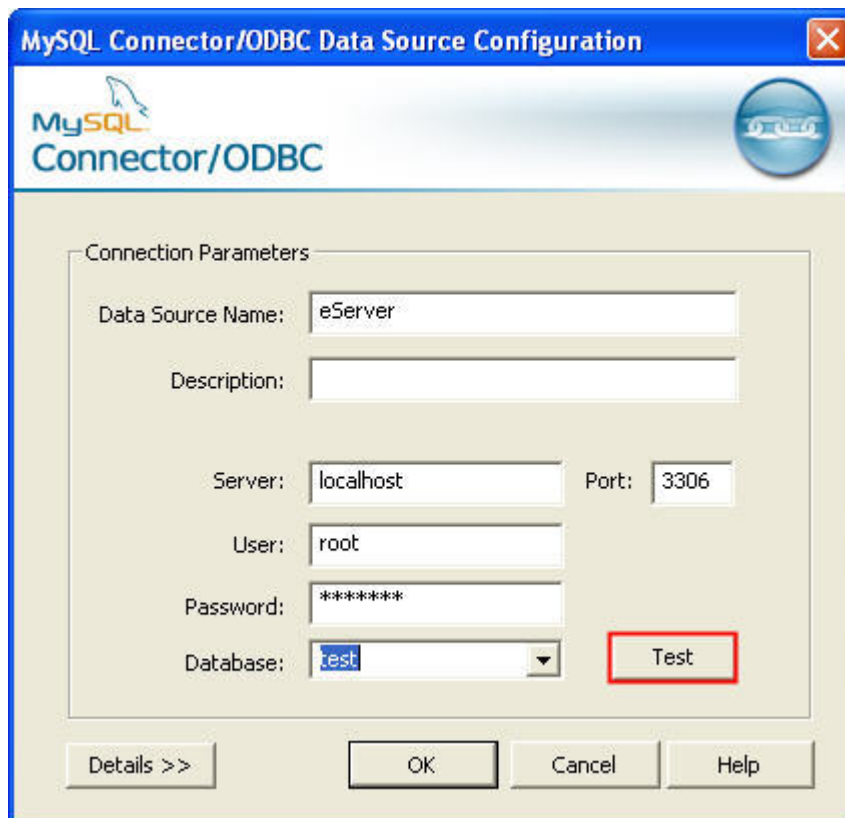 MySQL Connector/ODBC Data Source Configuration
MySQL
Connector/ODBC
Connection Parameters
Data Source Name: eServer
Description:
Server: localhost Port: 3306
User: root
Password: *******
Database: test Test
Details >> OK Cancel Help